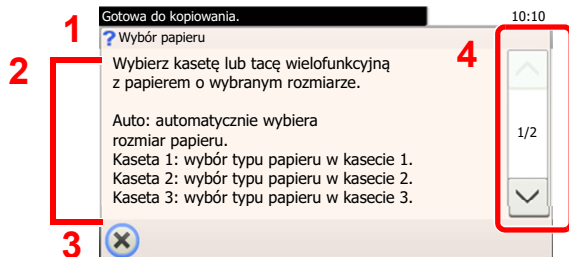 Gotowa do kopiowania. 10:10
1 ? Wybór papieru
2 4
Wybierz kasetę lub tacę wielofunkcyjną
z papierem o wybranym rozmiarze.
Auto: automatycznie wybiera
rozmiar papieru.
1/2
Kaseta 1: wybór typu papieru w kasecie 1.
Kaseta 2: wybór typu papieru w kasecie 2.
Kaseta 3: wybór typu papieru w kasecie 3.
3